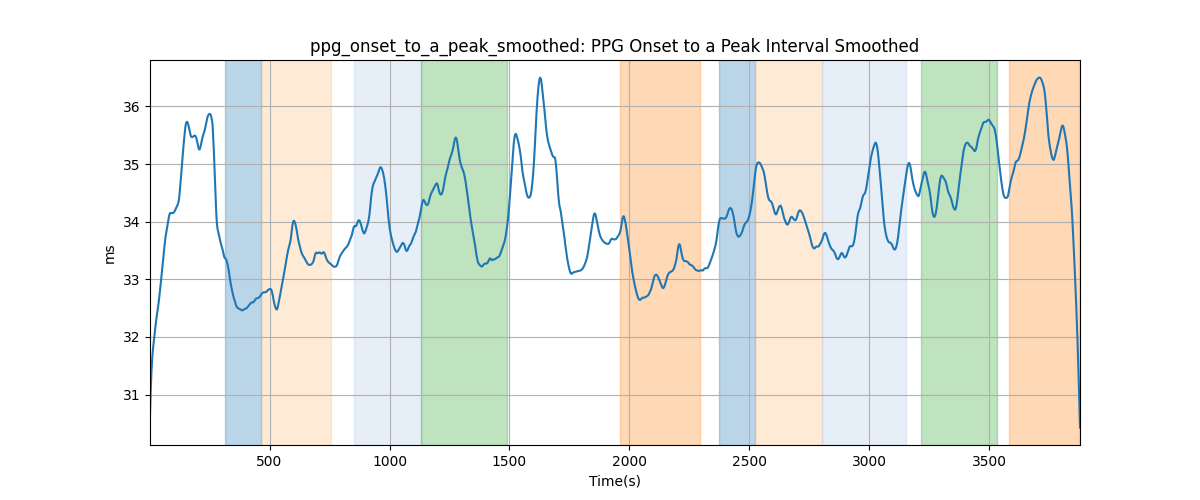 ppg_onset_to_a_peak_smoothed: PPG Onset to a Peak Interval Smoothed
ms
36
35
34
33
32
31
500 1000 1500 2000 2500 3000 3500
Time(s)